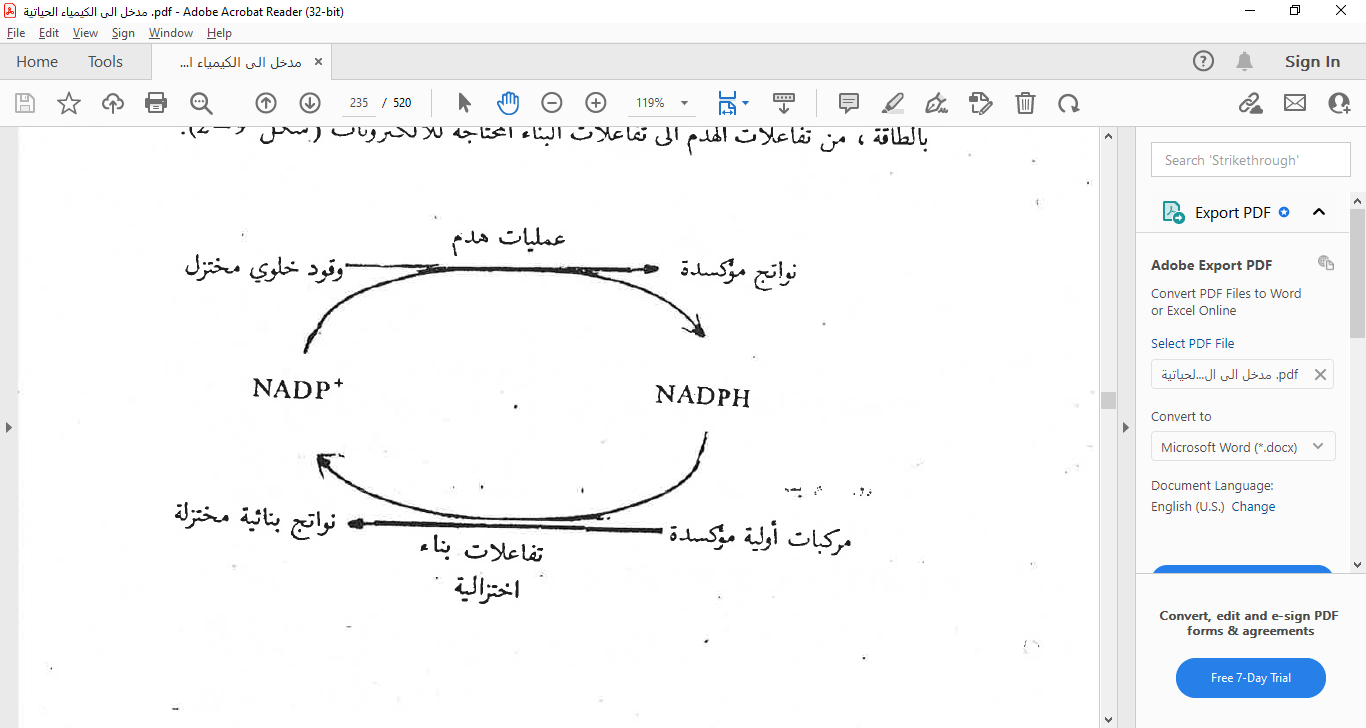 مدخل الى الكيمياء الحياتية .pdf - Adobe Acrobat Reader (32-bit)
File Edit View Sign Window Help
Home Tools مدخل الى الكيمياء ا... × Sign In
235 / 520 119%
بالطاقة ، من تفاعلات الهدم الى تفاعلات البناء المحتاجة للالكترونات (شكل 9-2).
عمليات هدم
وقود خلوي مختزل
نواتج مؤكسدة
NADP+
NADPH
نواتج بنائية مختزلة
مركبات أولية مؤكسدة
تفاعلات بناء
اختزالية
Search 'Strikethrough'
Export PDF
Adobe Export PDF
Convert PDF Files to Word
or Excel Online
Select PDF File
مدخل الى ال...لحياتية .pdf
Convert to
Microsoft Word (*.docx)
Document Language:
English (U.S.) Change
Convert, edit and e-sign PDF
forms & agreements
Free 7-Day Trial